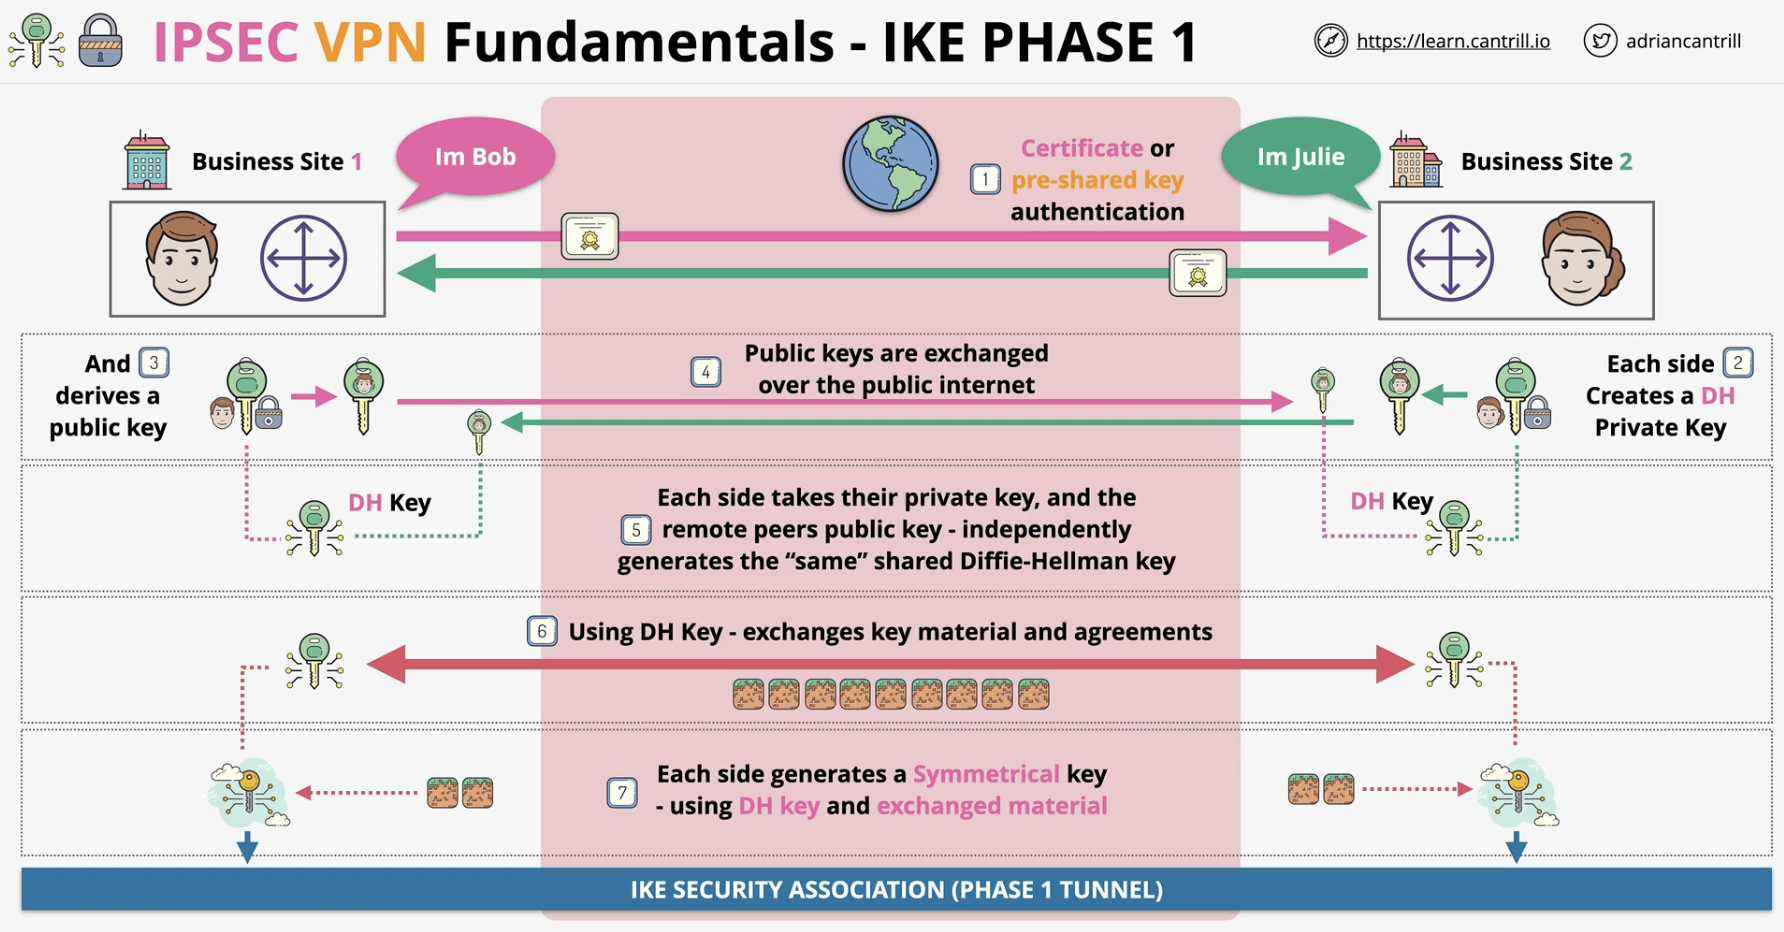 IPSEC VPN Fundamentals - IKE PHASE 1
https://learn.cantrill.io
adriancantrill
Business Site 1
Im Bob
1
Certificate or
pre-shared key
authentication
Im Julie
Business Site 2
And 3
derives a
public key
4
Public keys are exchanged
over the public internet
Each side 2
Creates a DH
Private Key
DH Key
5
Each side takes their private key, and the
remote peers public key - independently
generates the “same” shared Diffie-Hellman key
DH Key
6 Using DH Key - exchanges key material and agreements
7
Each side generates a Symmetrical key
- using DH key and exchanged material
IKE SECURITY ASSOCIATION (PHASE 1 TUNNEL)